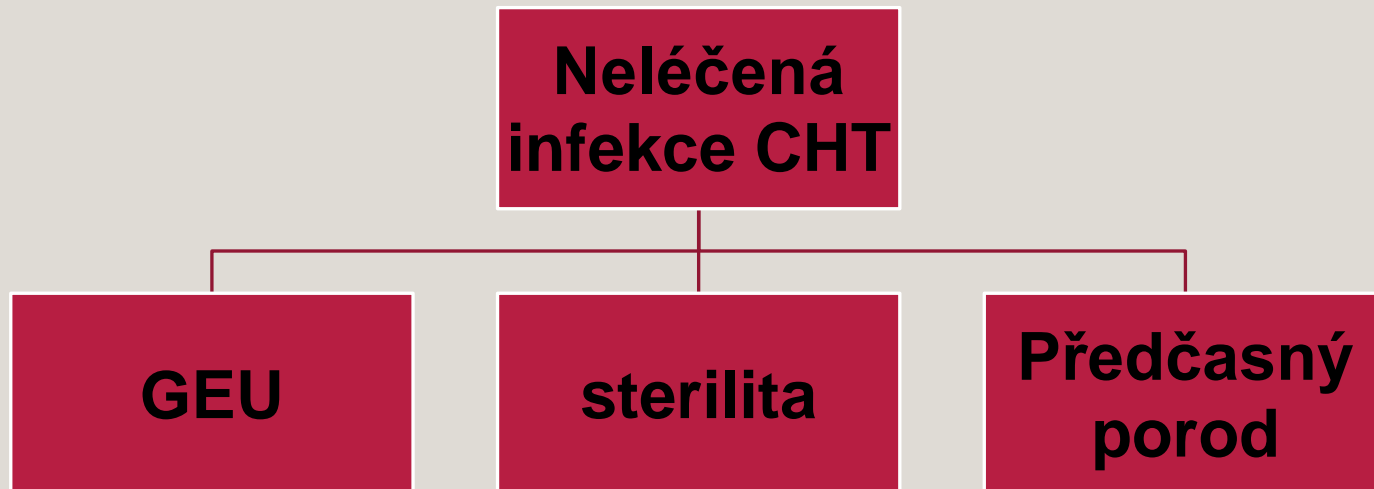 Neléčená
infekce CHT
GEU
sterilita
Předčasný
porod